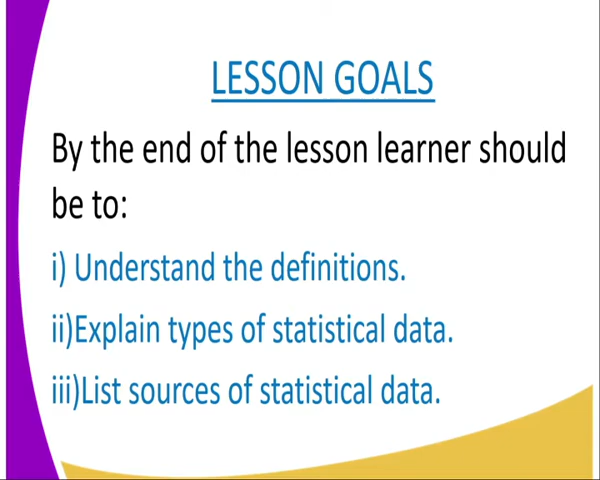 LESSON GOALS
By the end of the lesson learner should
be to:
i) Understand the definitions.
ii)Explain types of statistical data.
iii)List sources of statistical data.